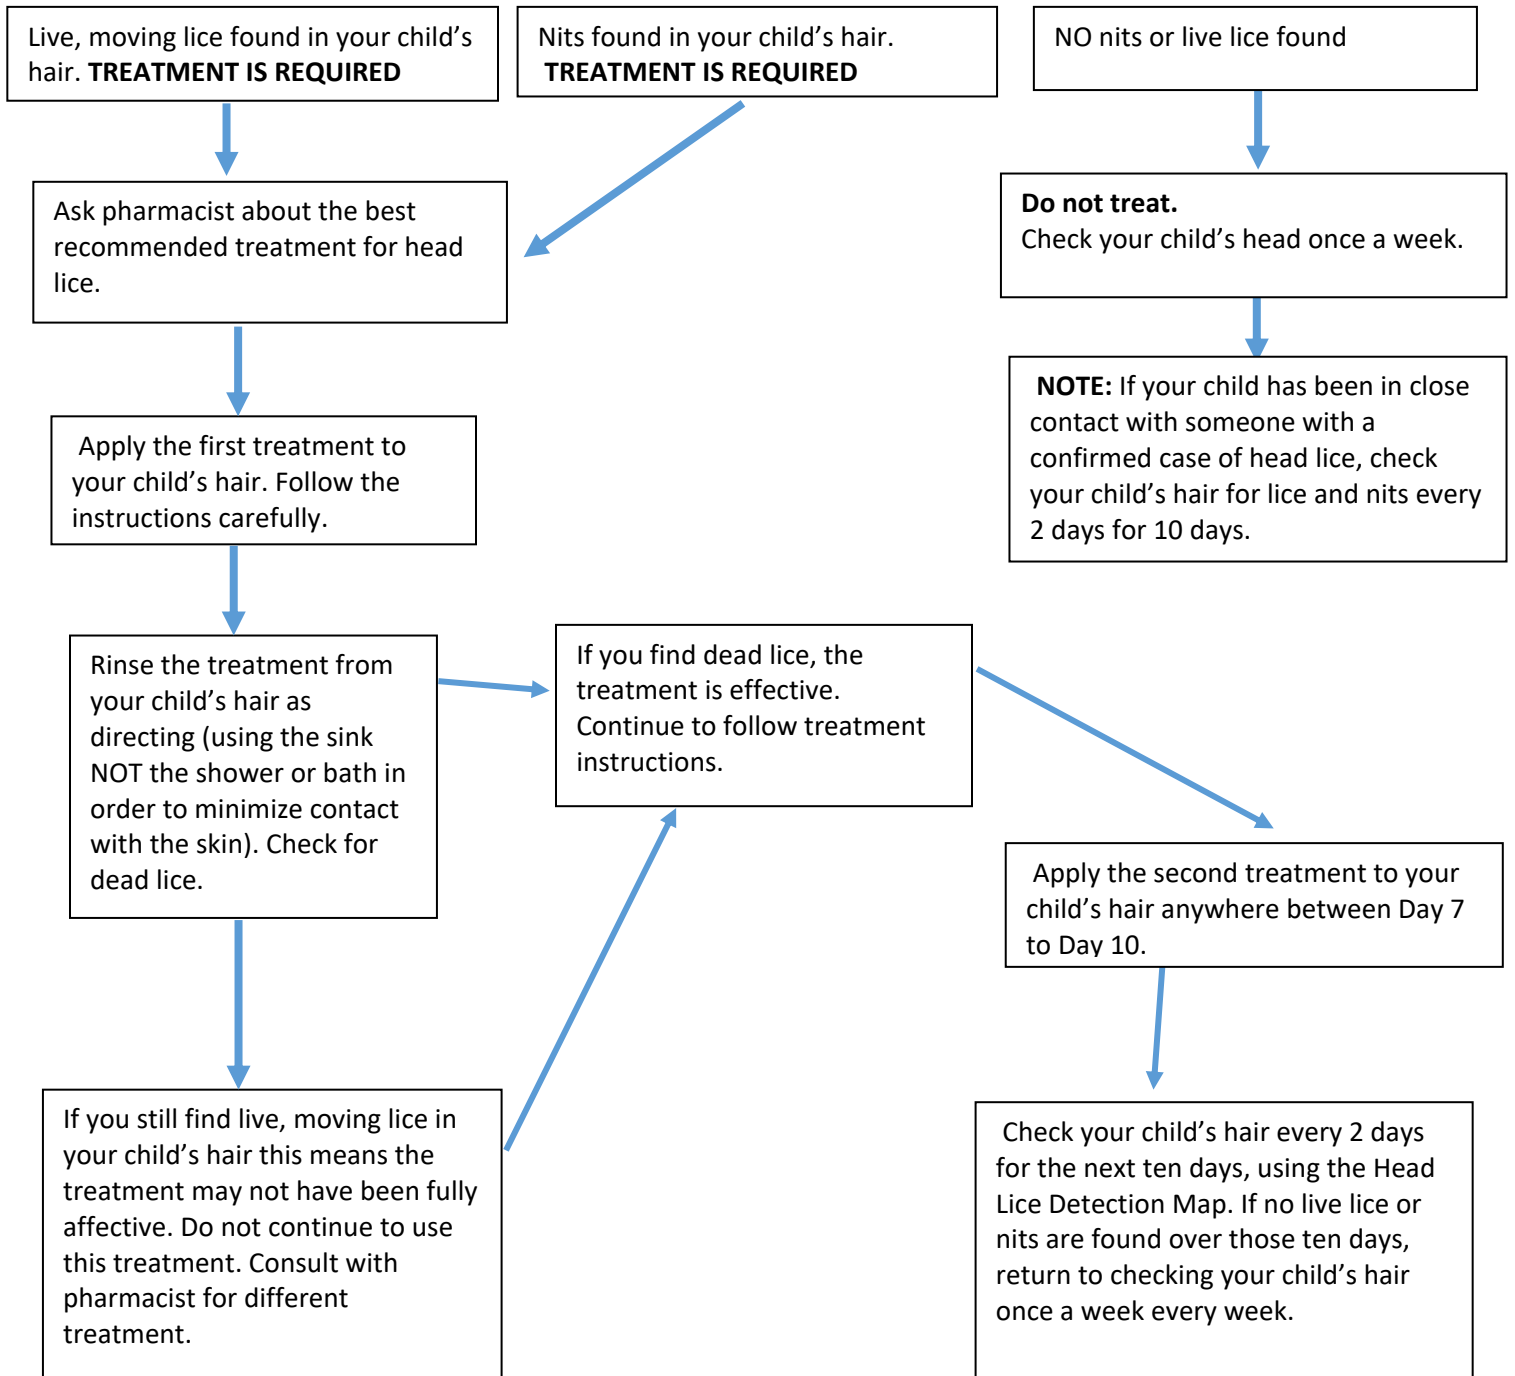 Live, moving lice found in your child’s
hair. TREATMENT IS REQUIRED
Nits found in your child’s hair.
TREATMENT IS REQUIRED
NO nits or live lice found
Ask pharmacist about the best
recommended treatment for head
lice.
Do not treat.
Check your child’s head once a week.
NOTE: If your child has been in close
contact with someone with a
confirmed case of head lice, check
your child’s hair for lice and nits every
2 days for 10 days.
Apply the first treatment to
your child’s hair. Follow the
instructions carefully.
Rinse the treatment from
your child’s hair as
directing (using the sink
NOT the shower or bath in
order to minimize contact
with the skin). Check for
dead lice.
If you find dead lice, the
treatment is effective.
Continue to follow treatment
instructions.
Apply the second treatment to your
child’s hair anywhere between Day 7
to Day 10.
If you still find live, moving lice in
your child’s hair this means the
treatment may not have been fully
affective. Do not continue to use
this treatment. Consult with
pharmacist for different
treatment.
Check your child’s hair every 2 days
for the next ten days, using the Head
Lice Detection Map. If no live lice or
nits are found over those ten days,
return to checking your child’s hair
once a week every week.